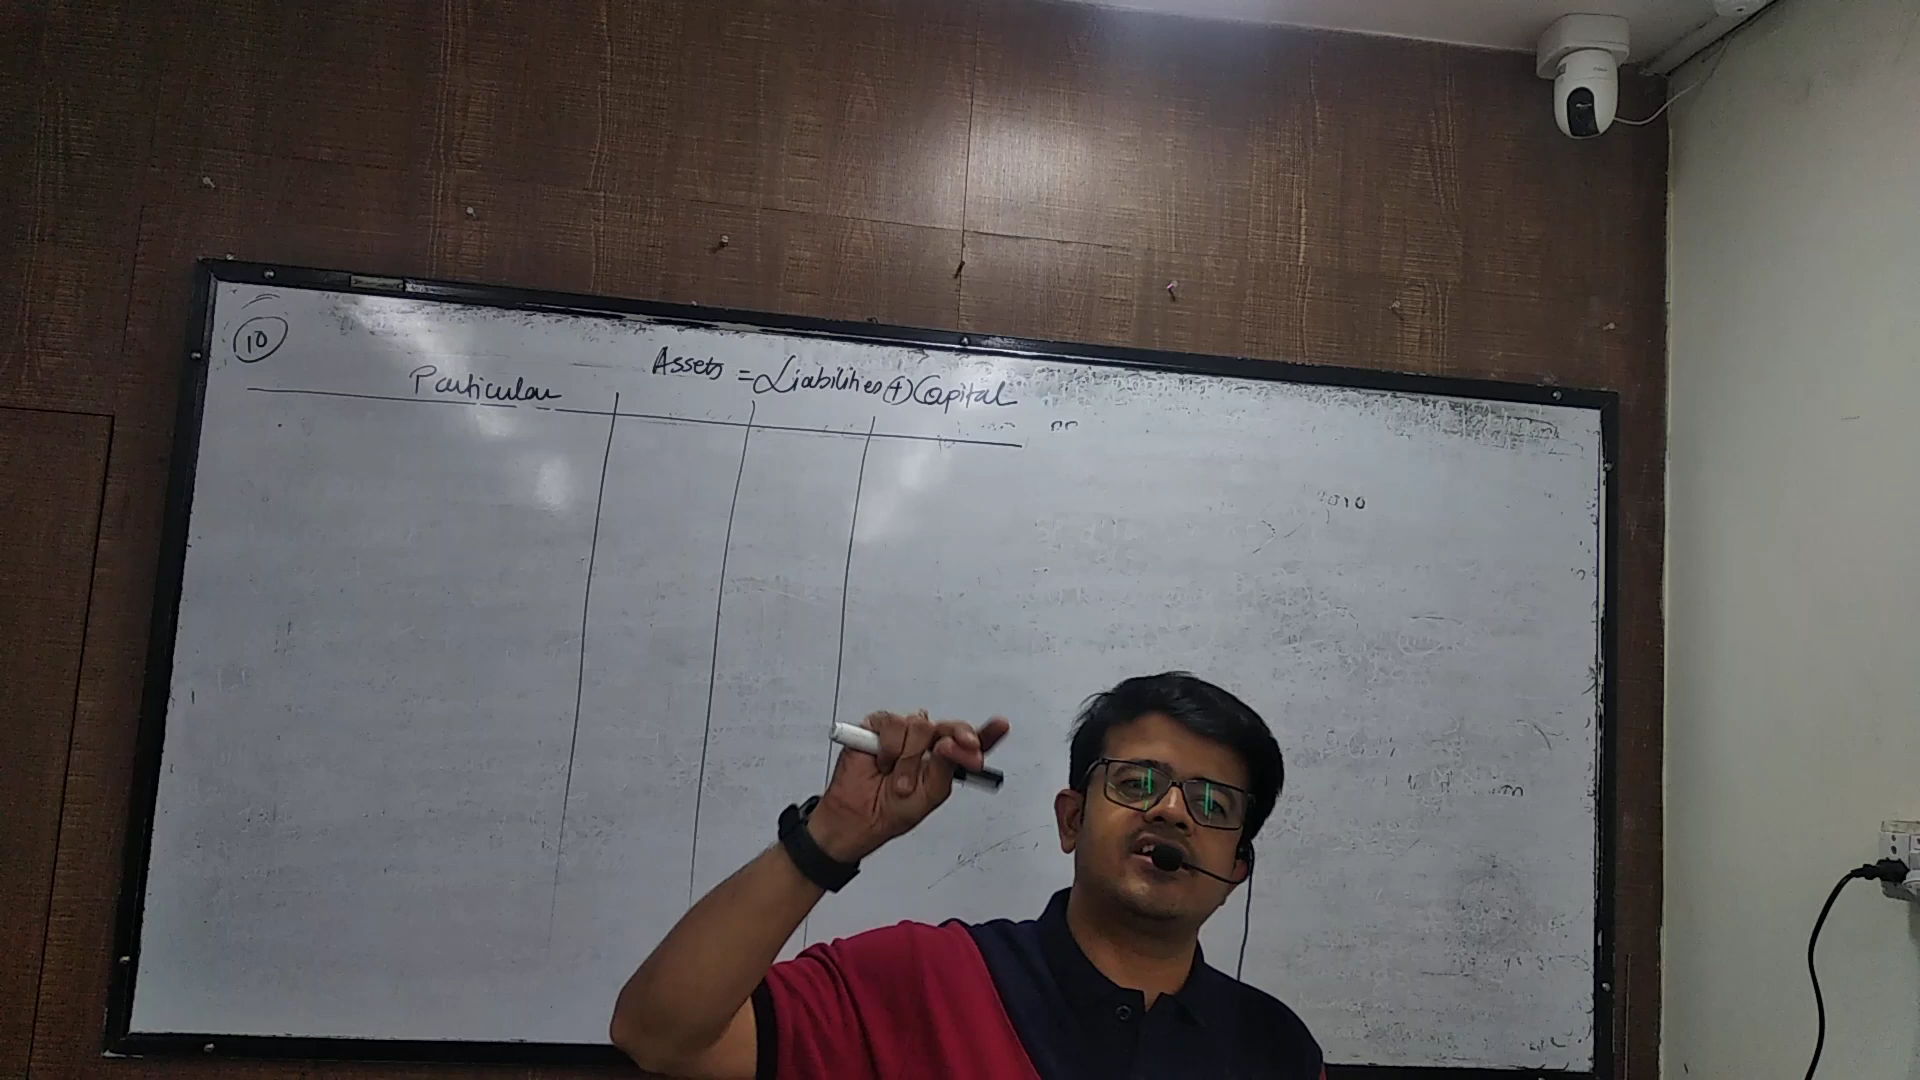 10
Particular Assets = Liabilities + Capital